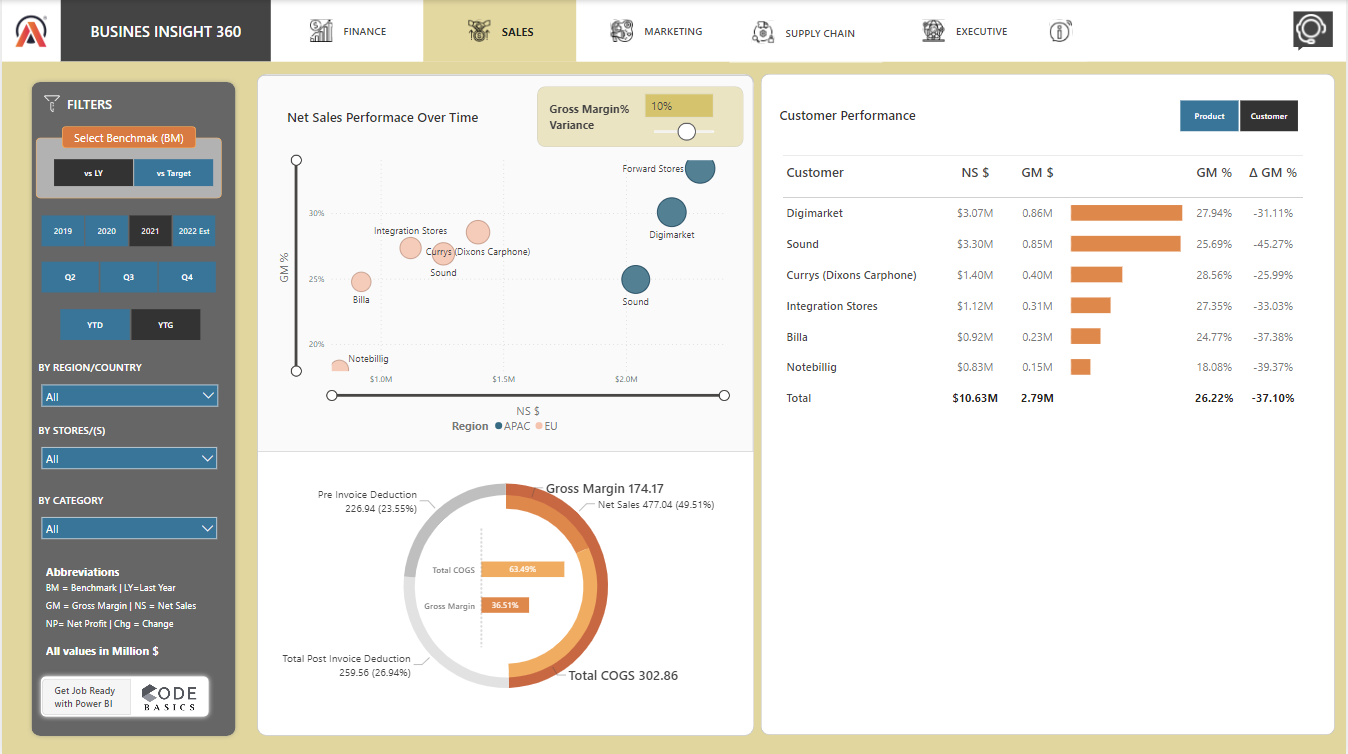 BUSINES INSIGHT 360
FINANCE
SALES
MARKETING
SUPPLY CHAIN
EXECUTIVE
FILTERS
Select Benchmak (BM)
vs LY
vs Target
2019
2020
2021
2022 Est
Q2
Q3
Q4
YTD
YTG
BY REGION/COUNTRY
All
BY STORES/(S)
All
BY CATEGORY
All
Abbreviations
BM = Benchmark | LY=Last Year
GM = Gross Margin | NS = Net Sales
NP= Net Profit | Chg = Change
All values in Million $
Get Job Ready
with Power BI
CODE
BASICS
Net Sales Performace Over Time
Gross Margin%
Variance
10%
GM %
30%
25%
20%
Forward Stores
Digimarket
Integration Stores
Currys (Dixons Carphone)
Sound
Sound
Billa
Notebillig
$1.0M
$1.5M
$2.0M
NS $
Region APAC EU
Pre Invoice Deduction
226.94 (23.55%)
Gross Margin 174.17
Net Sales 477.04 (49.51%)
Total COGS
63.49%
Gross Margin
36.51%
Total Post Invoice Deduction
259.56 (26.94%)
Total COGS 302.86
Customer Performance
Product
Customer
Customer NS $ GM $ GM % Δ GM %
Digimarket $3.07M 0.86M 27.94% -31.11%
Sound $3.30M 0.85M 25.69% -45.27%
Currys (Dixons Carphone) $1.40M 0.40M 28.56% -25.99%
Integration Stores $1.12M 0.31M 27.35% -33.03%
Billa $0.92M 0.23M 24.77% -37.38%
Notebillig $0.83M 0.15M 18.08% -39.37%
Total $10.63M 2.79M 26.22% -37.10%